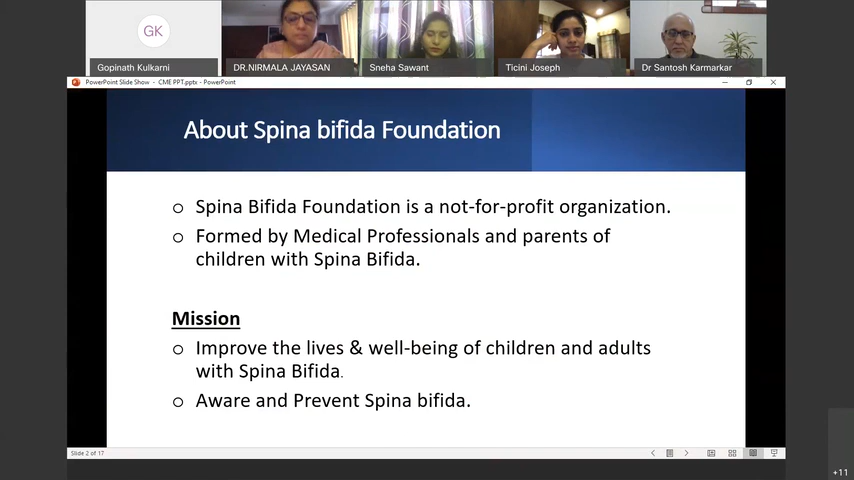 GK
Gopinath Kulkarni
DR.NIRMALA JAYASAN
Sneha Sawant
Ticini Joseph
Dr Santosh Karmarkar
PowerPoint Slide Show - CME PPT.pptx - PowerPoint
About Spina bifida Foundation
o Spina Bifida Foundation is a not-for-profit organization.
o Formed by Medical Professionals and parents of
children with Spina Bifida.
Mission
o Improve the lives & well-being of children and adults
with Spina Bifida.
o Aware and Prevent Spina bifida.
Slide 2 of 17
+11